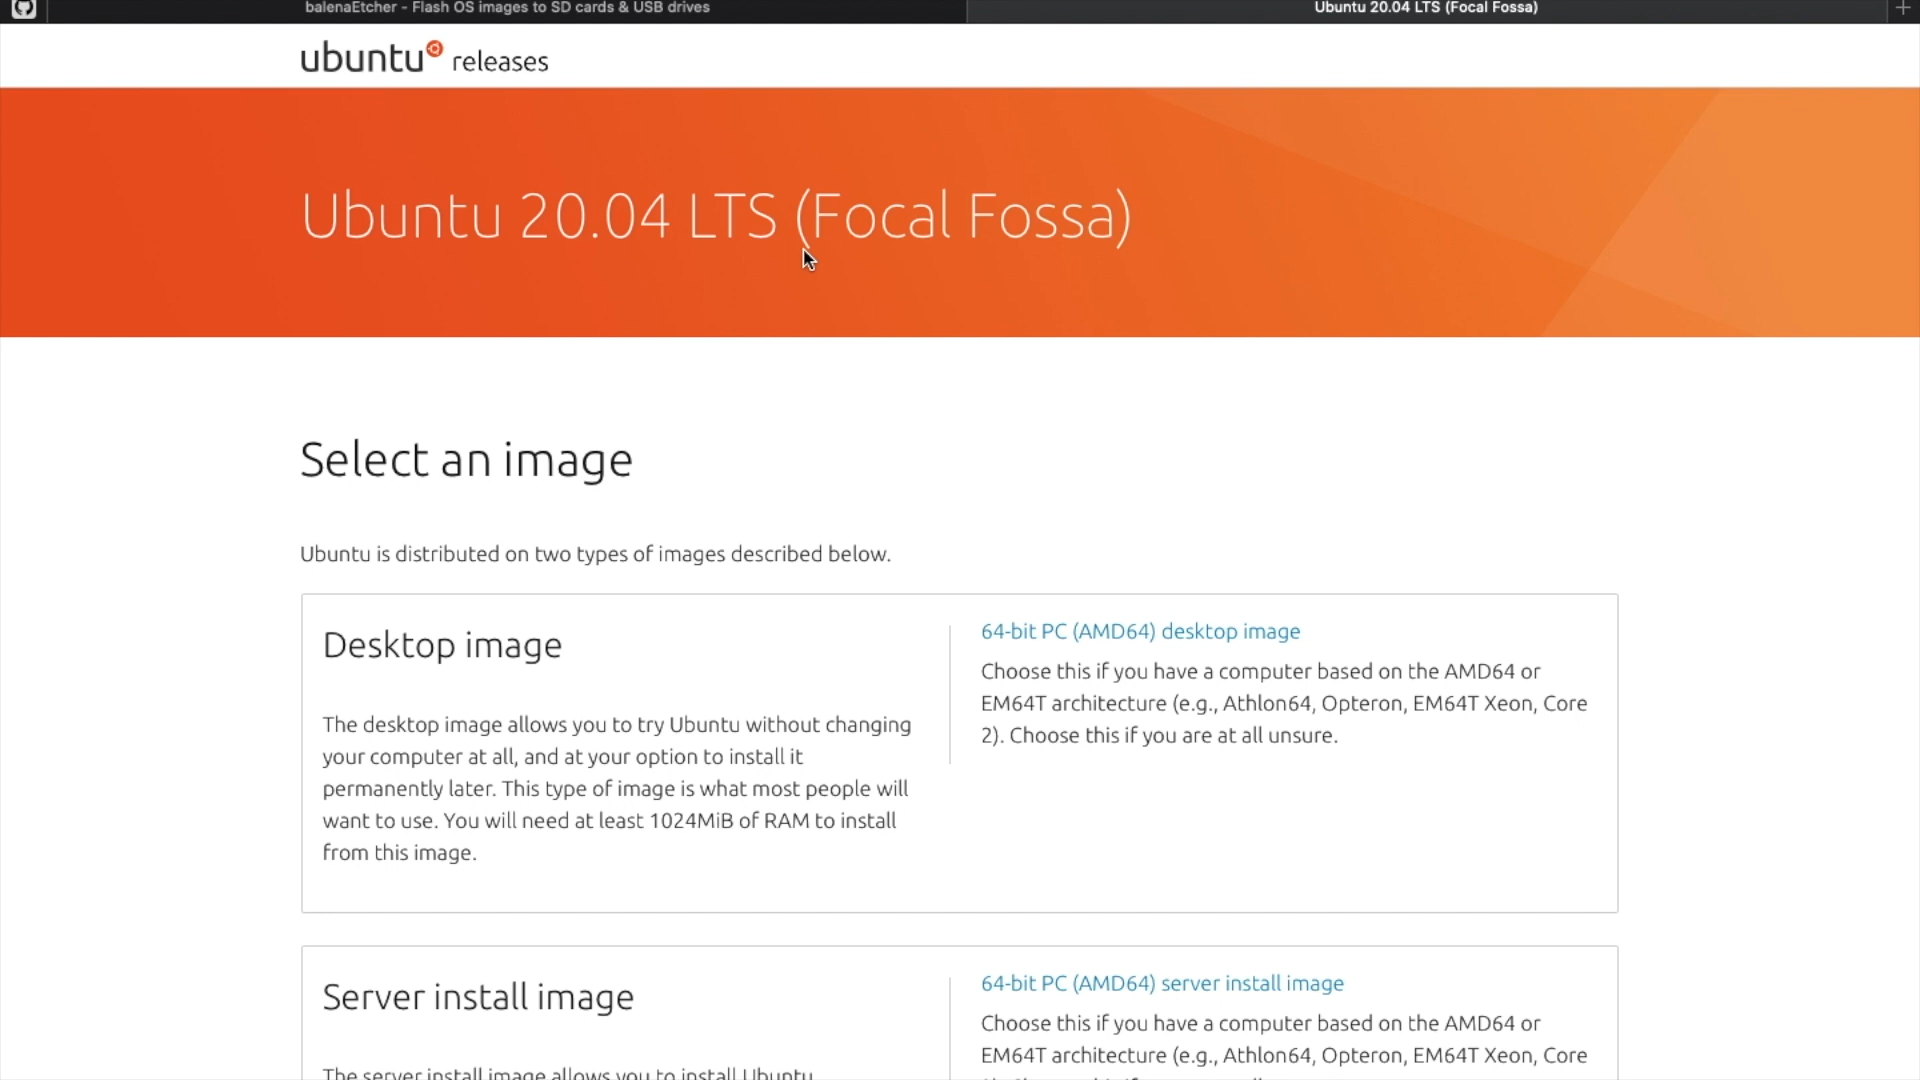 balenaEtcher - Flash OS images to SD cards & USB drives
Ubuntu 20.04 LTS (Focal Fossa)
ubuntu releases
Ubuntu 20.04 LTS (Focal Fossa)
Select an image
Ubuntu is distributed on two types of images described below.
Desktop image
The desktop image allows you to try Ubuntu without changing
your computer at all, and at your option to install it
permanently later. This type of image is what most people will
want to use. You will need at least 1024MiB of RAM to install
from this image.
64-bit PC (AMD64) desktop image
Choose this if you have a computer based on the AMD64 or
EM64T architecture (e.g., Athlon64, Opteron, EM64T Xeon, Core
2). Choose this if you are at all unsure.
Server install image
The server install image allows you to install Ubuntu
64-bit PC (AMD64) server install image
Choose this if you have a computer based on the AMD64 or
EM64T architecture (e.g., Athlon64, Opteron, EM64T Xeon, Core